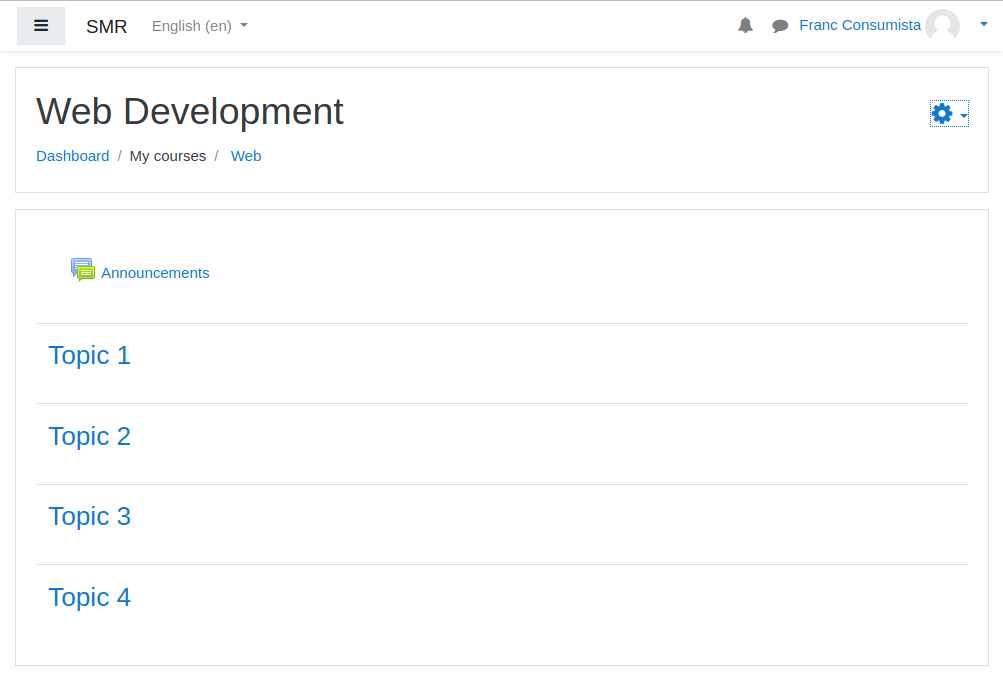 SMR English (en) Franc Consumista
Web Development
Dashboard / My courses / Web
Announcements
Topic 1
Topic 2
Topic 3
Topic 4